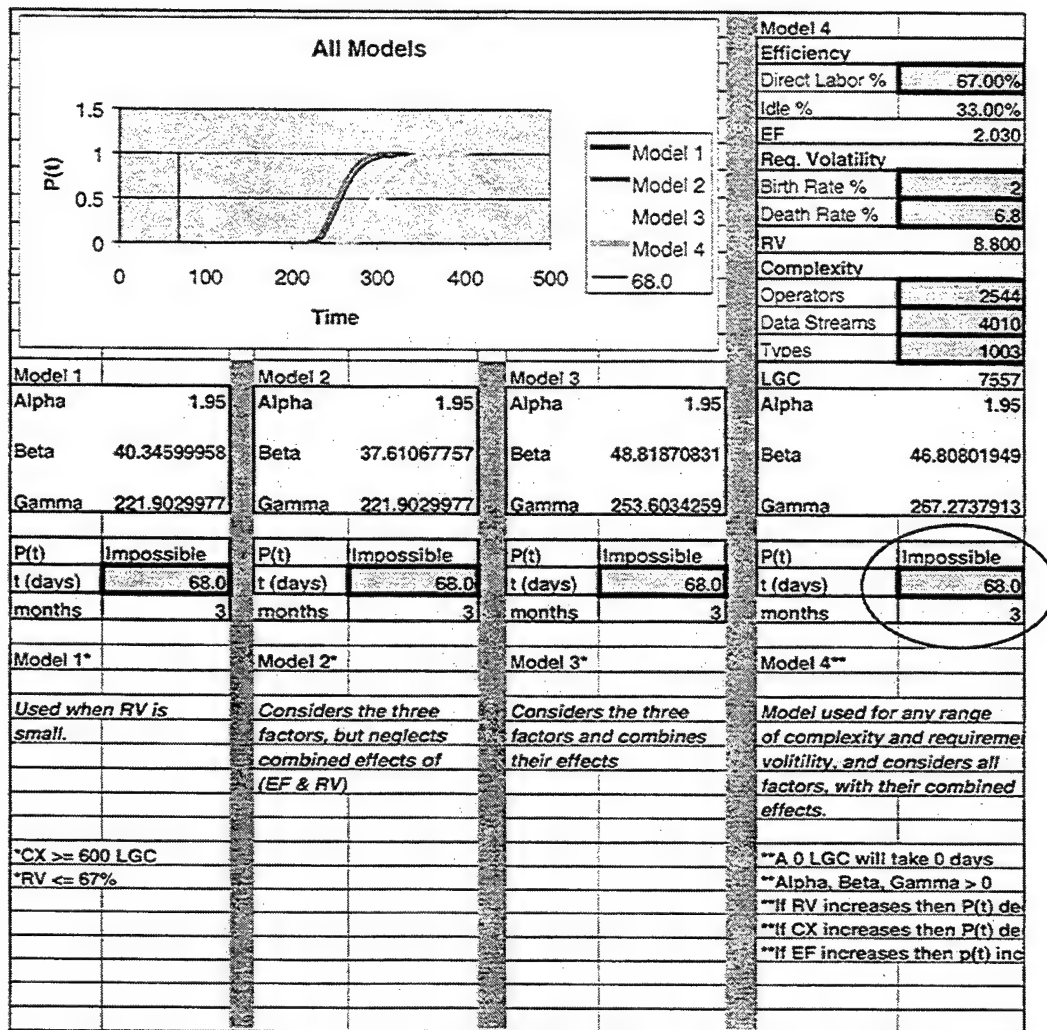 All Models
1.5
1
0.5
0
P(t)
0 100 200 300 400 500
Time
Model 1
Model 2
Model 3
Model 4
68.0
Model 4
Efficiency
Direct Labor % 67.00%
Idle % 33.00%
EF 2.030
Req. Volatility
Birth Rate % 2
Death Rate % 6.8
RV 8.800
Complexity
Operators 2544
Data Streams 4010
Types 1003
LGC 7557
Alpha 1.95
Beta 46.80801949
Gamma 267.2737913
P(t) Impossible
t (days) 68.0
months 3
Model 4**
Model used for any range
of complexity and requiremer
volitility, and considers all
factors, with their combined
effects.
**A 0 LGC will take 0 days
**Alpha, Beta, Gamma > 0
**If RV increases then P(t) de
**If CX increases then P(t) de
**If EF increases then p(t) inc
Model 1
Alpha 1.95
Beta 40.34599958
Gamma 221.9029977
P(t) Impossible
t (days) 68.0
months 3
Model 1*
Used when RV is
small.
*CX >= 600 LGC
*RV <= 67%
Model 2
Alpha 1.95
Beta 37.61067757
Gamma 221.9029977
P(t) Impossible
t (days) 68.0
months 3
Model 2*
Considers the three
factors, but neglects
combined effects of
(EF & RV)
Model 3
Alpha 1.95
Beta 48.81870831
Gamma 253.6034259
P(t) Impossible
t (days) 68.0
months 3
Model 3*
Considers the three
factors and combines
their effects